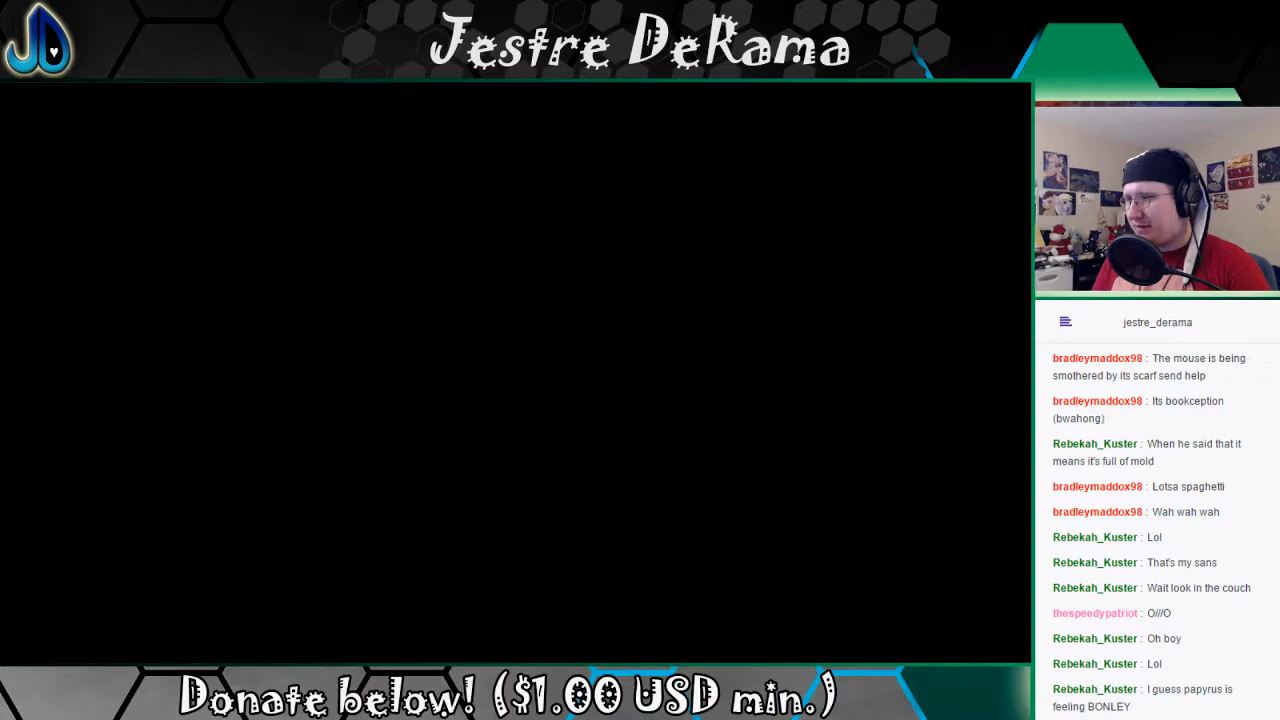 JD
Jestre DeRama
jestre_derama
bradleymaddox98 : The mouse is being
smothered by its scarf send help
bradleymaddox98 : Its bookception
(bwahong)
Rebekah_Kuster : When he said that it
means it's full of mold
bradleymaddox98 : Lotsa spaghetti
bradleymaddox98 : Wah wah wah
Rebekah_Kuster : Lol
Rebekah_Kuster : That's my sans
Rebekah_Kuster : Wait look in the couch
thespeedypatriot : O///O
Rebekah_Kuster : Oh boy
Rebekah_Kuster : Lol
Rebekah_Kuster : I guess papyrus is
feeling BONLEY
Donate below! ($1.00 USD min.)